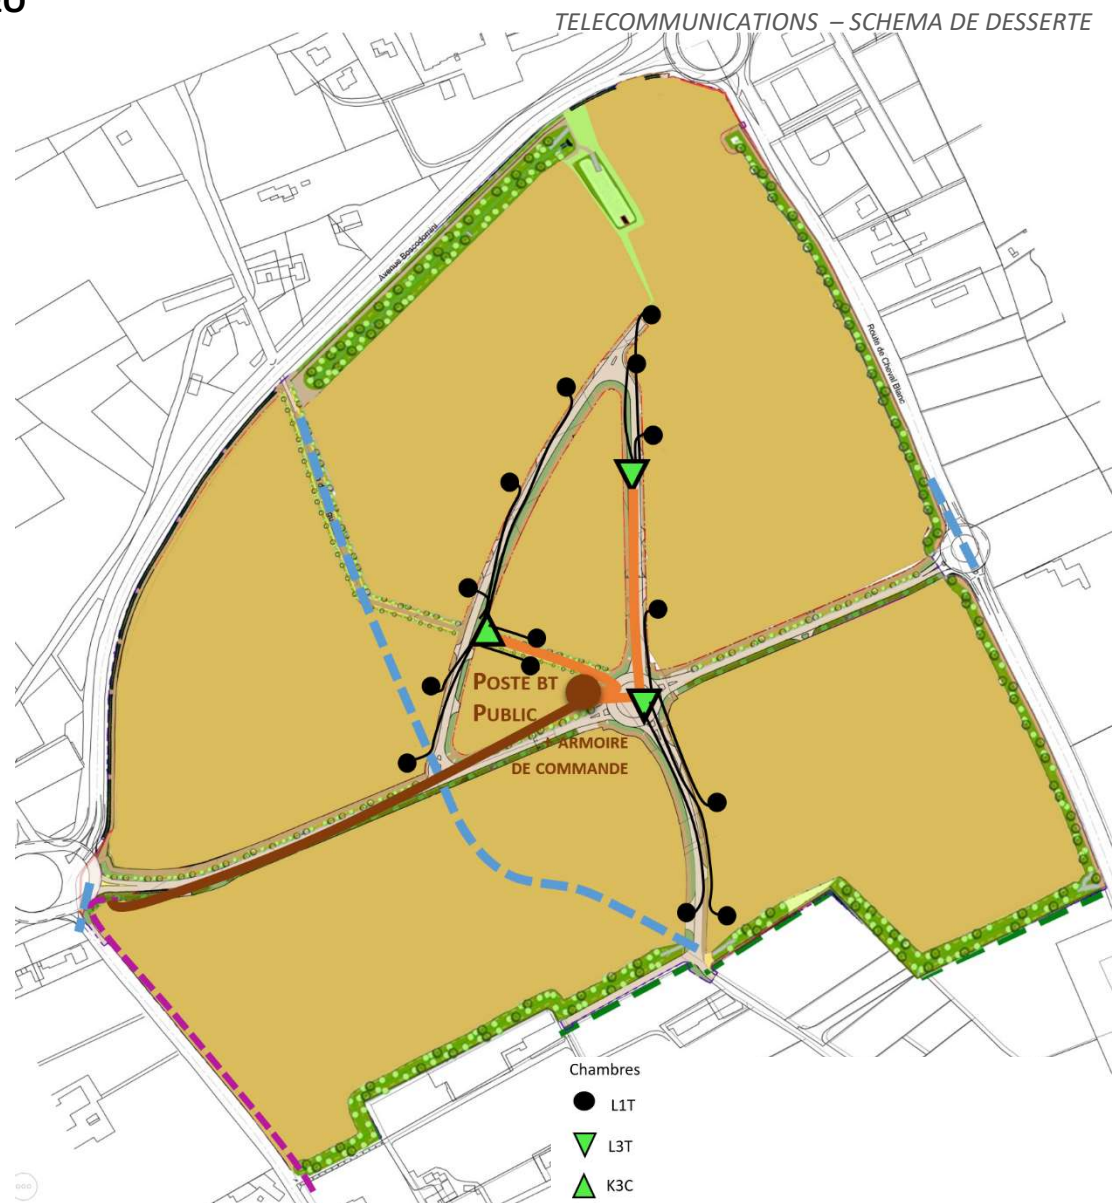 TELECOMMUNICATIONS – SCHEMA DE DESSERTE
Avenue Boscodomini
Route de Cheval Blanc
POSTE BT
PUBLIC
+ ARMOIRE
DE COMMANDE
Chambres
L1T
L3T
K3C